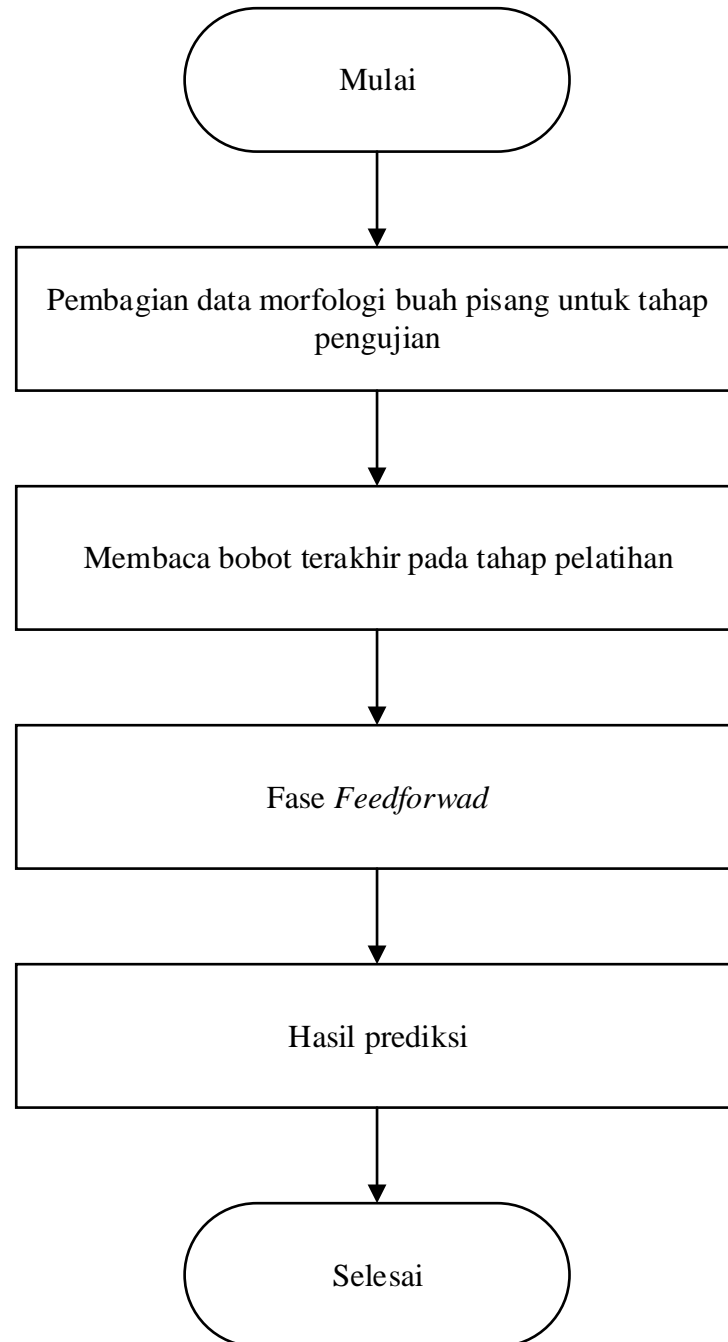 Mulai
Pembagian data morfologi buah pisang untuk tahap
pengujian
Membaca bobot terakhir pada tahap pelatihan
Fase Feedforwad
Hasil prediksi
Selesai